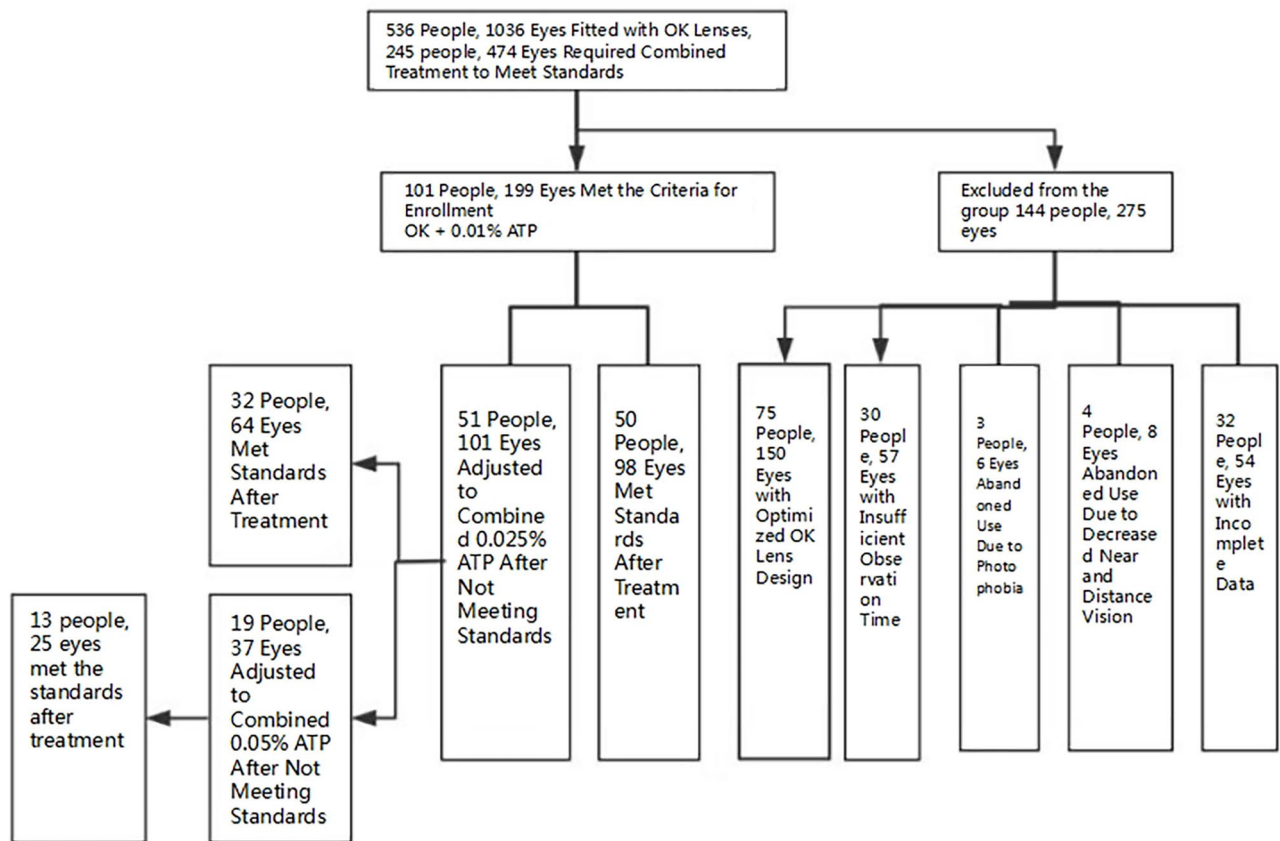 536 People, 1036 Eyes Fitted with OK Lenses,
245 people, 474 Eyes Required Combined
Treatment to Meet Standards
101 People, 199 Eyes Met the Criteria for
Enrollment
OK + 0.01% ATP
Excluded from the
group 144 people, 275
eyes
32 People,
64 Eyes
Met
Standards
After
Treatment
51 People,
101 Eyes
Adjusted
to
Combine
d 0.025%
ATP After
Not
Meeting
Standards
50
People,
98 Eyes
Met
Standa
rds
After
Treatm
ent
75
People,
150
Eyes
with
Optimi
zed OK
Lens
Design
30
Peopl
e, 57
Eyes
with
Insuff
icient
Obse
rvati
on
Time
3
People,
6 Eyes
Aband
oned
Use
Due to
Photo
phobia
4
People, 8
Eyes
Abandon
ed Use
Due to
Decrease
d Near
and
Distance
Vision
32
Peopl
e, 54
Eyes
with
Inco
mplet
e
Data
13 people,
25 eyes
met the
standards
after
treatment
19 People,
37 Eyes
Adjusted
to
Combined
0.05% ATP
After Not
Meeting
Standards